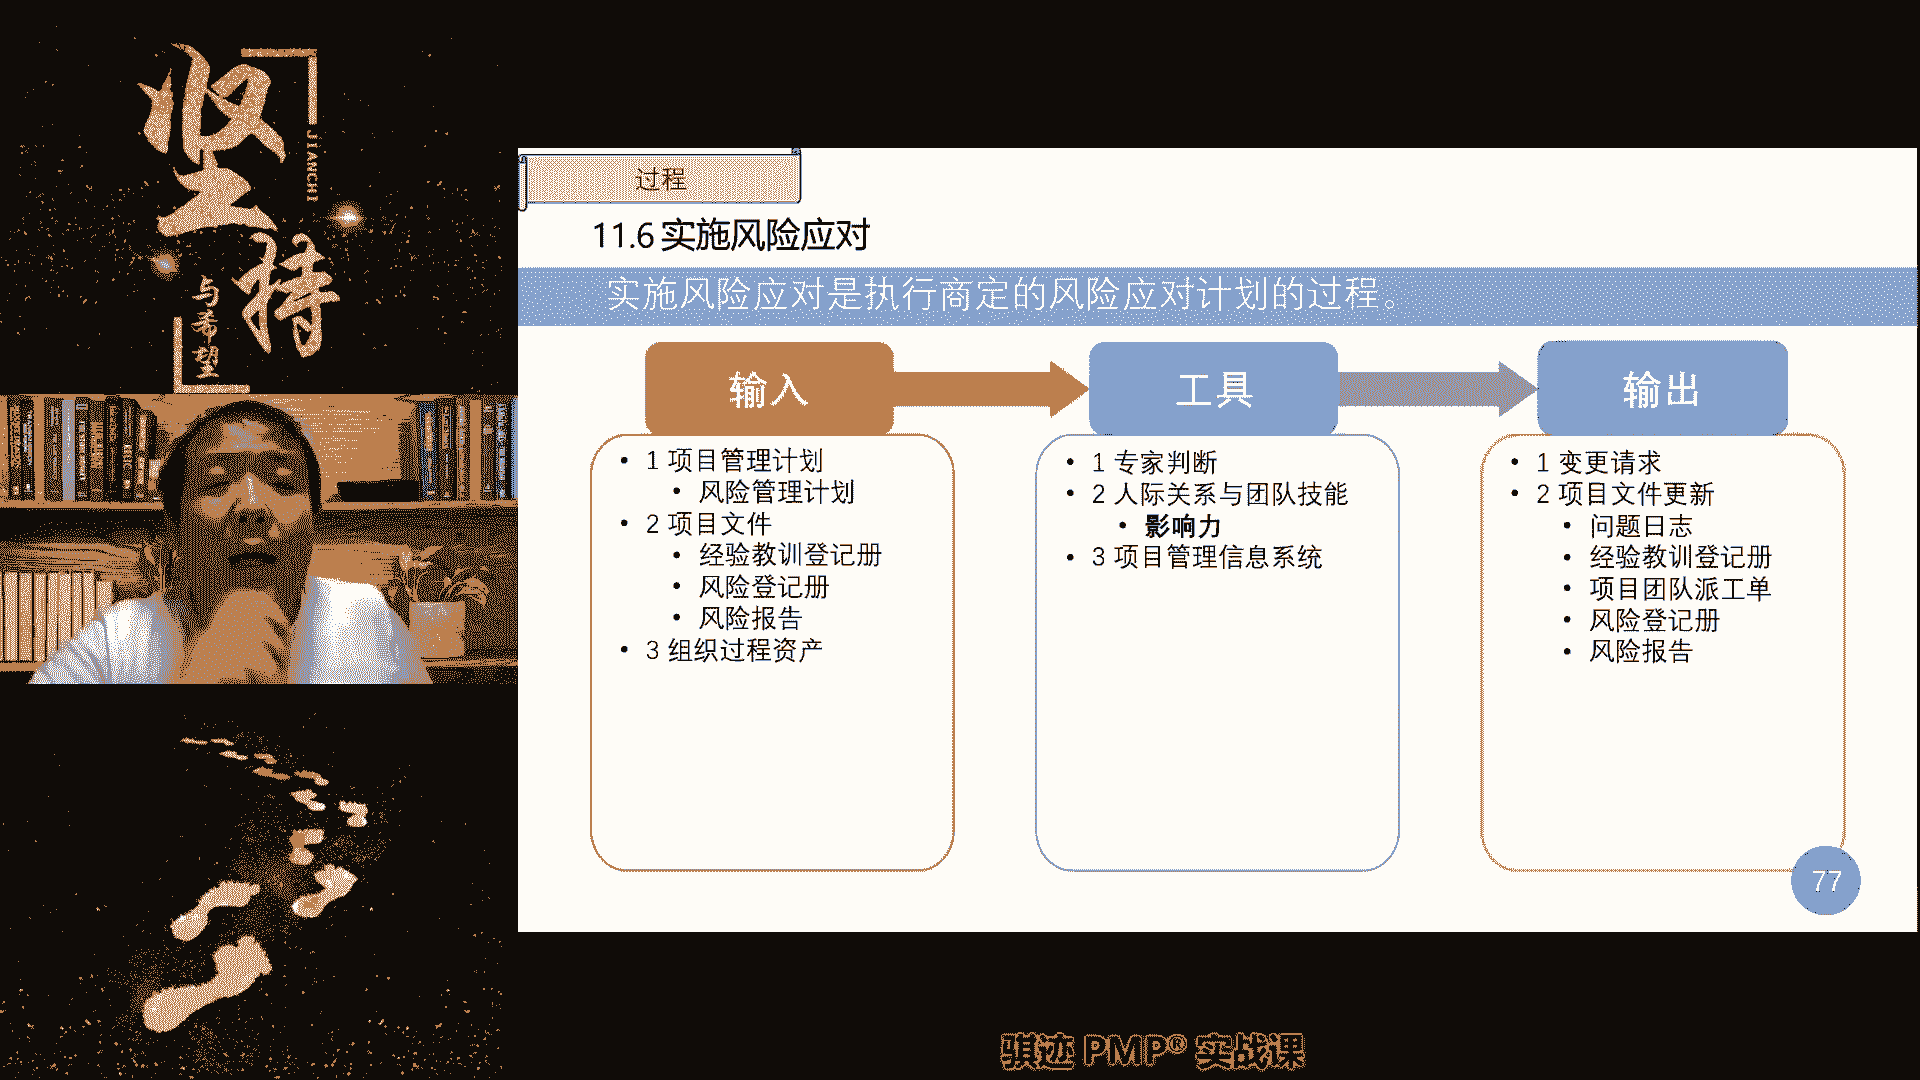 坚持
JIANCHI
与希望
过程
11.6 实施风险应对
实施风险应对是执行商定的风险应对计划的过程。
输入
• 1 项目管理计划
• 风险管理计划
• 2 项目文件
• 经验教训登记册
• 风险登记册
• 风险报告
• 3 组织过程资产
工具
• 1 专家判断
• 2 人际关系与团队技能
• 影响力
• 3 项目管理信息系统
输出
• 1 变更请求
• 2 项目文件更新
• 问题日志
• 经验教训登记册
• 项目团队派工单
• 风险登记册
• 风险报告
77
骐迹 PMP® 实战课